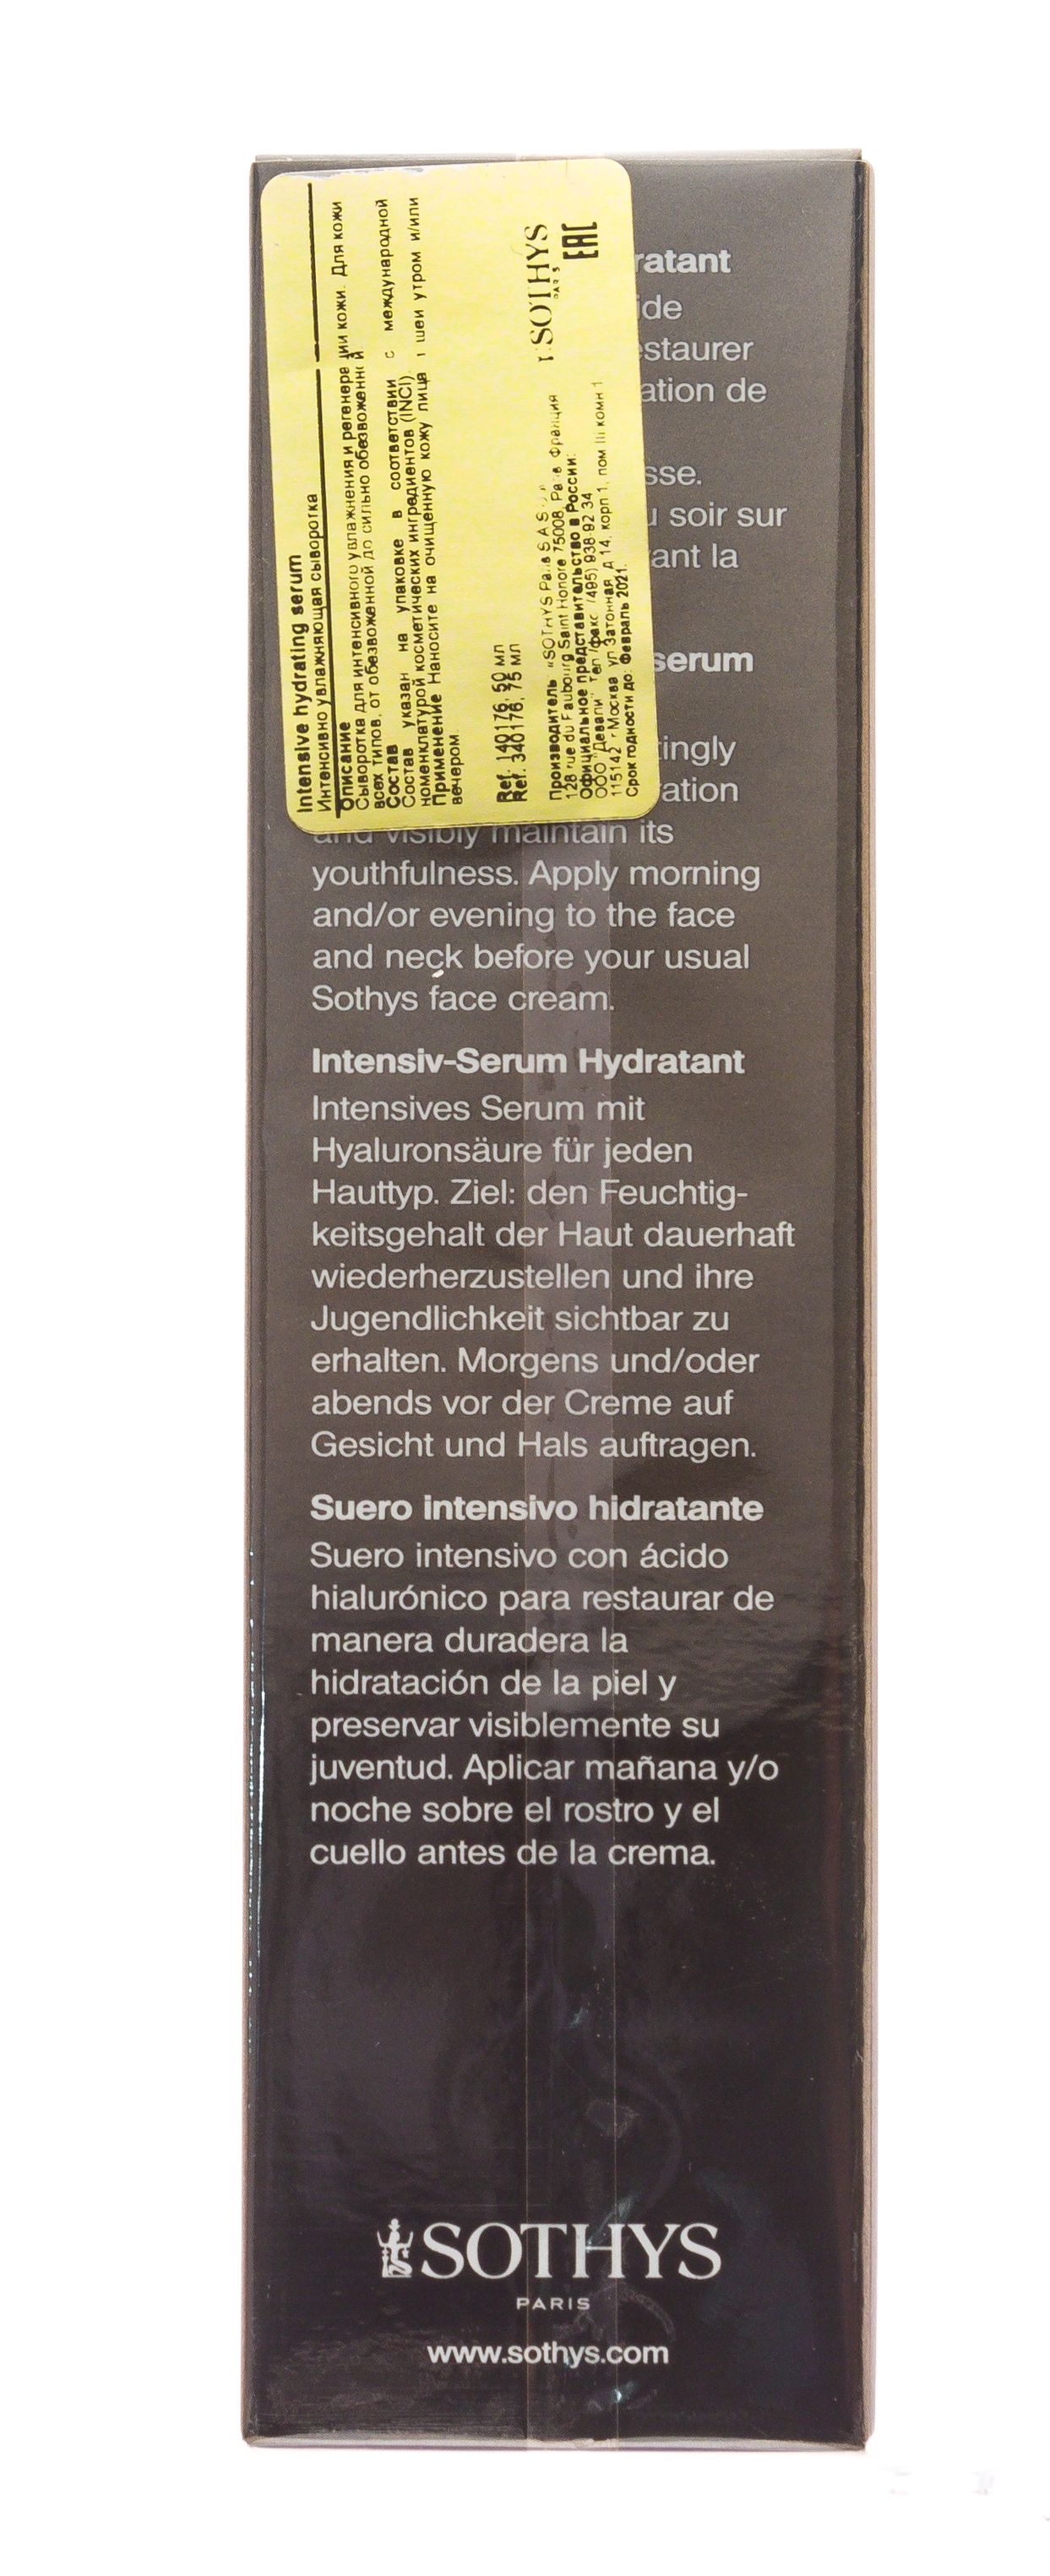 Intensive hydrating serum
Интенсивно увлажняющая сыворотка
Описание
Сыворотка для интенсивного увлажнения и регенерации кожи. Для кожи
всех типов, от обезвоженной до сильно обезвоженной
Состав
Состав указан на упаковке в соответствии с международной
номенклатурой косметических ингредиентов (INCI).
Применение Наносите на очищенную кожу лица и шеи утром и/или
вечером.
Ref. 140176, 50 мл
Ref. 340176, 75 мл
Производитель «SOTHYS Paris S.A.S
128 rue du Faubourg Saint Honore 75008, Франция
Официальное представительство в России:
ООО "Девапи" Тел /факс /495) 938-92 34
115142 г Москва ул Затонная, д 14, корп 1, пом III комн 1
Срок годности до: Февраль 2021.
SOTHYS
PARIS
EAC
ratant
ide
estaurer
ation de
sse.
u soir sur
ant la
serum
tingly
ration
and visibly maintain its
youthfulness. Apply morning
and/or evening to the face
and neck before your usual
Sothys face cream.
Intensiv-Serum Hydratant
Intensives Serum mit
Hyaluronsäure für jeden
Hauttyp. Ziel: den Feuchtig-
keitsgehalt der Haut dauerhaft
wiederherzustellen und ihre
Jugendlichkeit sichtbar zu
erhalten. Morgens und/oder
abends vor der Creme auf
Gesicht und Hals auftragen.
Suero intensivo hidratante
Suero intensivo con ácido
hialurónico para restaurar de
manera duradera la
hidratación de la piel y
preservar visiblemente su
juventud. Aplicar mañana y/o
noche sobre el rostro y el
cuello antes de la crema.
SOTHYS
PARIS
www.sothys.com